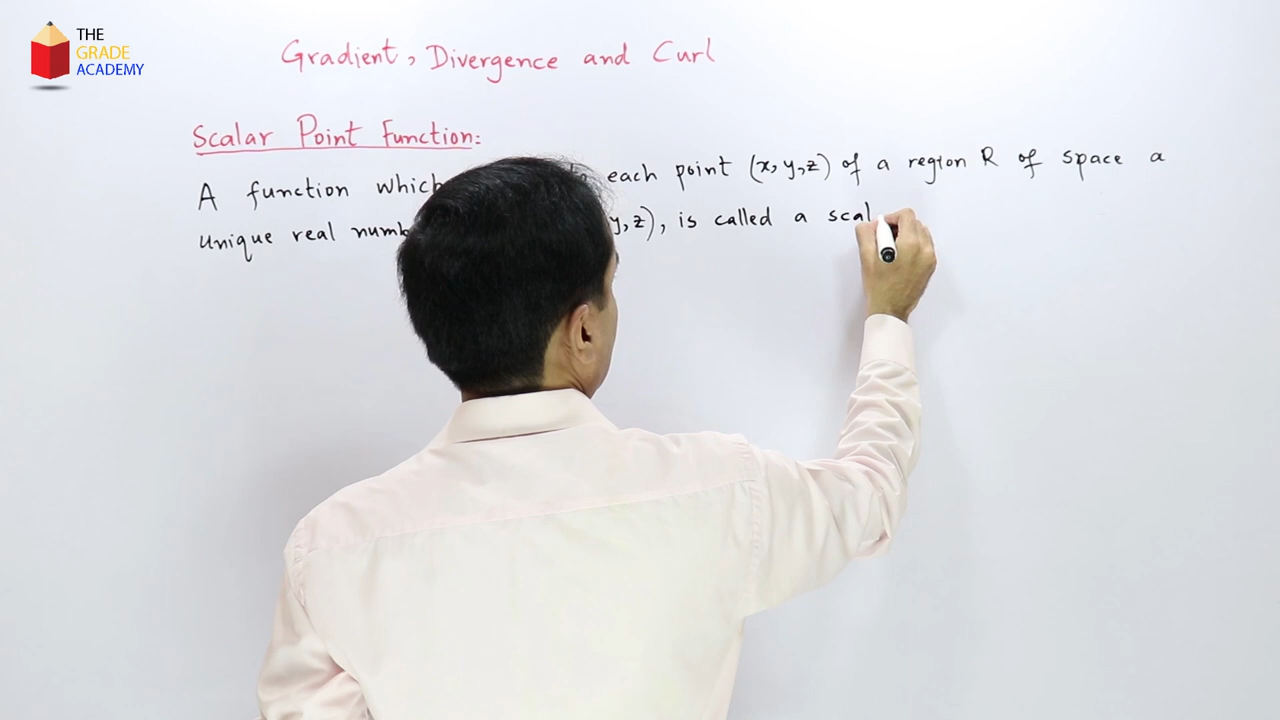 THE
GRADE
ACADEMY
Gradient, Divergence and Curl
Scalar Point Function:
A function which each point (x, y, z) of a region R of space a
unique real y, z), is called a scal